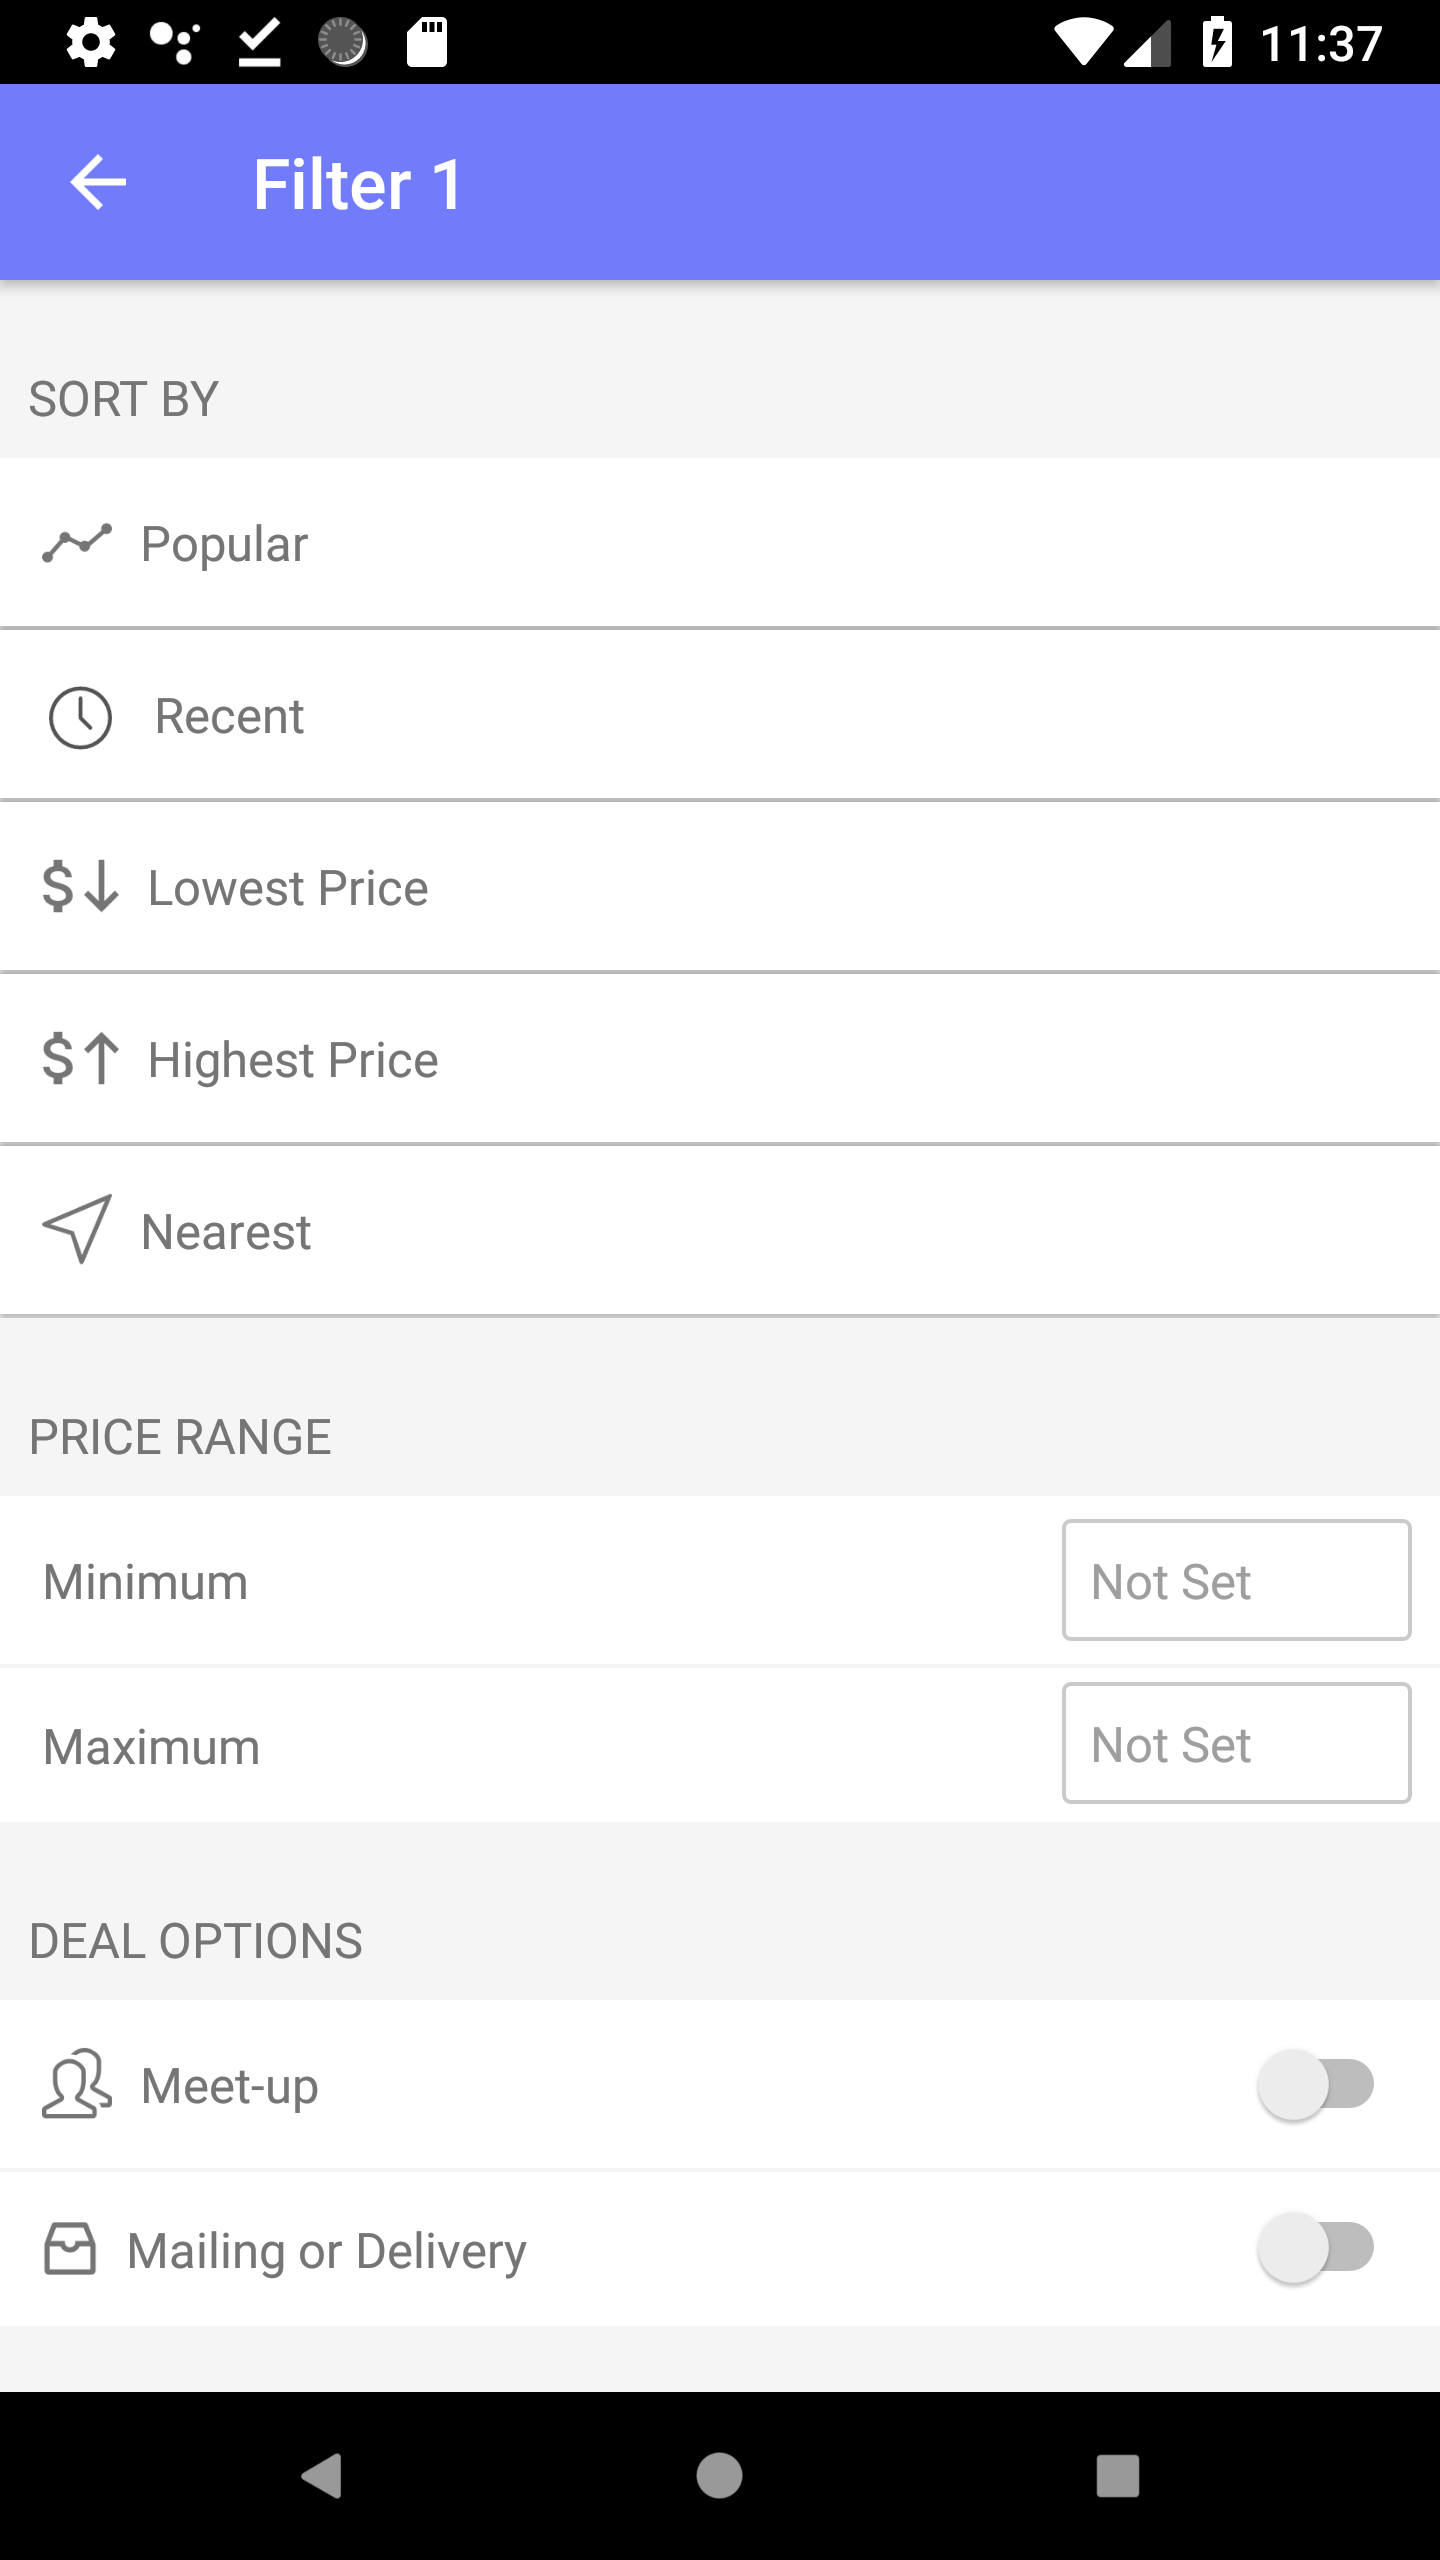 11:37
Filter 1
SORT BY
Popular
Recent
$ Lowest Price
$ Highest Price
Nearest
PRICE RANGE
Minimum Not Set
Maximum Not Set
DEAL OPTIONS
Meet-up
Mailing or Delivery